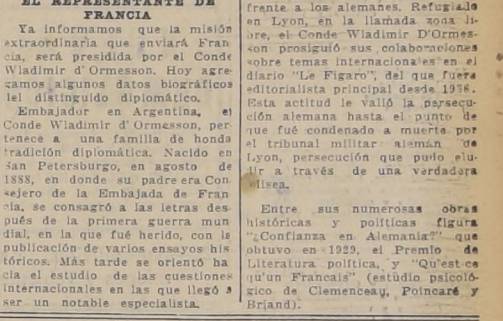 EL REPRESENTANTE DE
FRANCIA
Ya informamos que la misión
extraordinaria que enviará Fran
cia, será presidida por el Conde
Wladimir d'Ormesson. Hoy agre-
gamos algunos datos biográficos
del distinguido diplomático.
Embajador en Argentina, el
Conde Wladimir d'Ormesson, per-
tenece a una familia de honda
tradición diplomática. Nacido en
San Petersburgo, en agosto de
1888, en donde su padre era Con
sejero de la Embajada de Fran
cia, se consagró a las letras des-
pués de la primera guerra mun
dial, en la que fué herido, con la
publicación de varios ensayos his
tóricos. Más tarde se orientó ha
cia el estudio de las cuestiones
internacionales en las que llegó a
ser un notable especialista.
frente a los alemanes. Refugiado
en Lyon, en la llamada zona li-
bre, el Conde Wladimir D'Ormes-
son prosiguió sus colaboraciones
sobre temas internacionales en el
diario "Le Figaro", del que fuera
editorialista principal desde
Esta actitud le valló la persecu-
ción alemana hasta el punto de
que fué condenado a muerte por
el tribunal militar alemán de
Lyon, persecución que pudo elu-
dir a través de una verdadera
odisea.
Entre sus numerosas obras
históricas y políticas figura
"¿Confianza en Alemania?" que
obtuvo en 1929, el Premio de
Literatura política, y "Qu'est ce
qu'un Francais" (estudio psicoló-
gico de Clemenceau, Poincaré y
Briand).